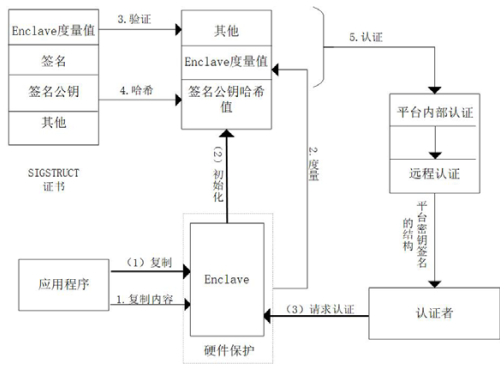 Enclave度量值
签名
签名公钥
其他
SIGSTRUCT
证书
3.验证
4.哈希
其他
Enclave度量值
签名公钥哈希
值
5.认证
平台内部认证
远程认证
平台密钥签名
的结构
认证者
(2)初始
化
2.度量
应用程序
(1)复制
1.复制内容
Enclave
硬件保护
(3)请求认证